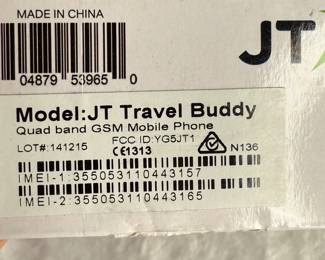 MADE IN CHINA
JT
04879 53965 0
Model:JT Travel Buddy
Quad band GSM Mobile Phone
FCC ID:YG5JT1
LOT#:141215
CE1313
N136
IMEI-1:355053110443157
IMEI-2:355053110443165